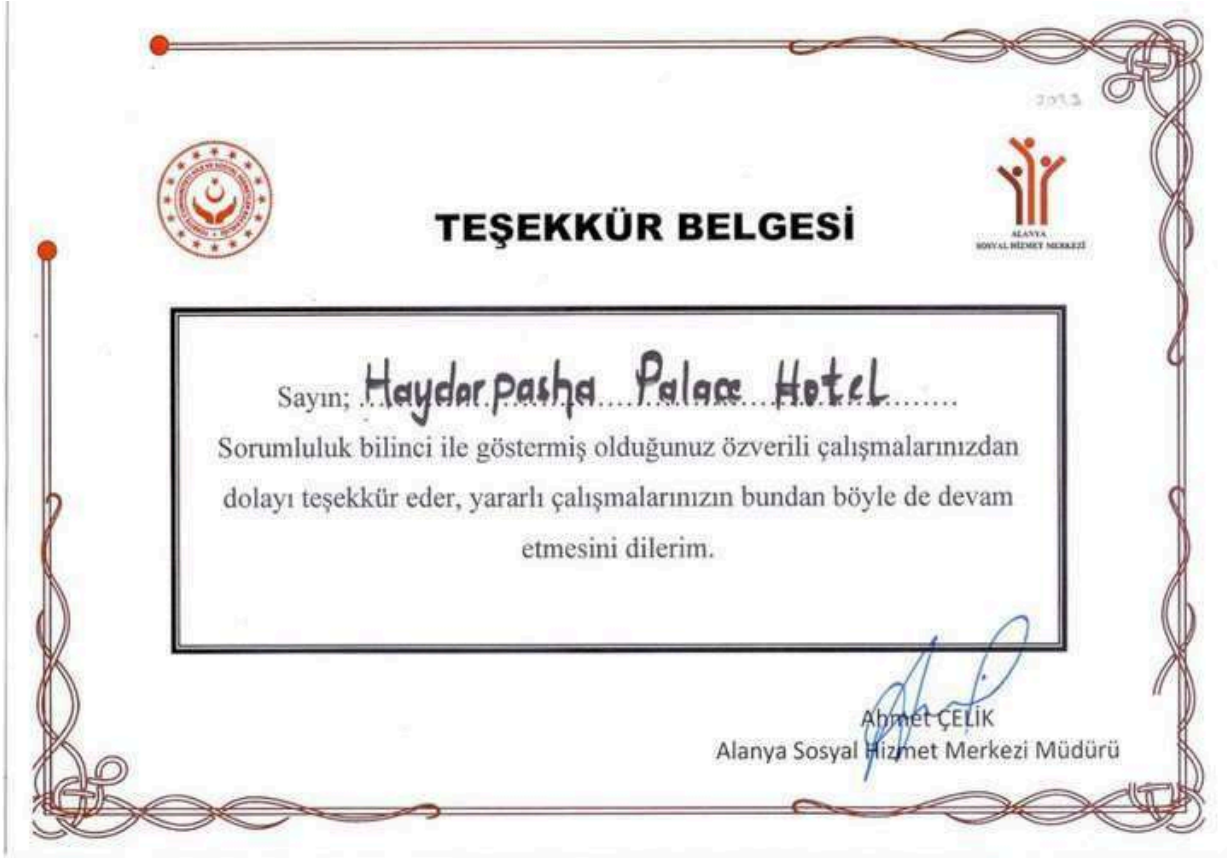 2023
TEŞEKKÜR BELGESİ
ALANYA
SOSYAL HİZMET MERKEZİ
Sayın; Haydarpasha Palace Hotel
Sorumluluk bilinci ile göstermiş olduğunuz özverili çalışmalarınızdan
dolayı teşekkür eder, yararlı çalışmalarınızın bundan böyle de devam
etmesini dilerim.
Ahmet ÇELİK
Alanya Sosyal Hizmet Merkezi Müdürü